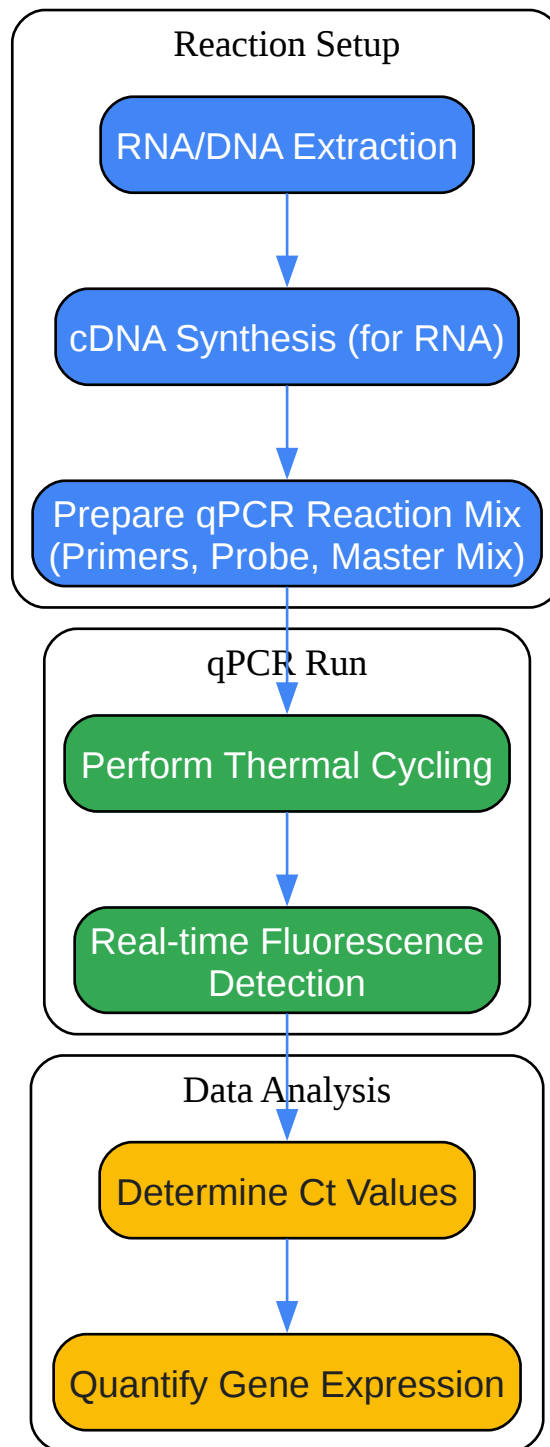 Reaction Setup
RNA/DNA Extraction
cDNA Synthesis (for RNA)
Prepare qPCR Reaction Mix
(Primers, Probe, Master Mix)
qPCR Run
Perform Thermal Cycling
Real-time Fluorescence
Detection
Data Analysis
Determine Ct Values
Quantify Gene Expression